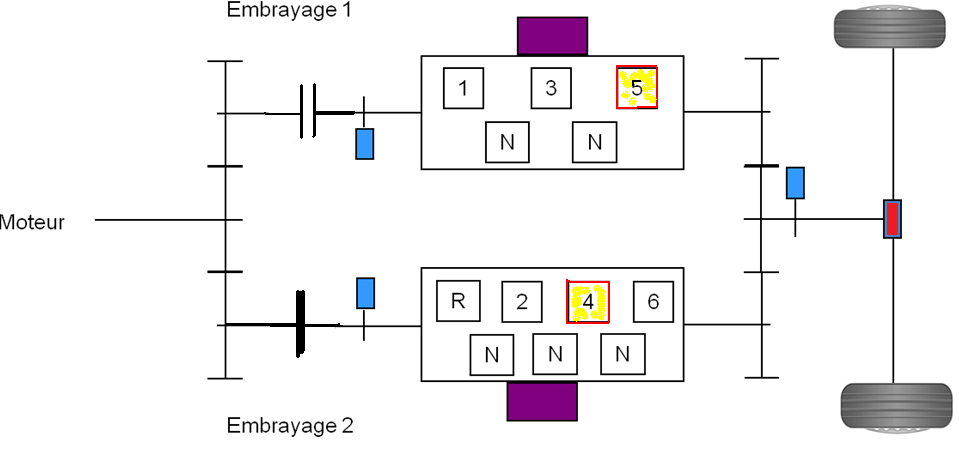 Embrayage 1
1 3 5
N N
Moteur
R 2 4 6
N N N
Embrayage 2